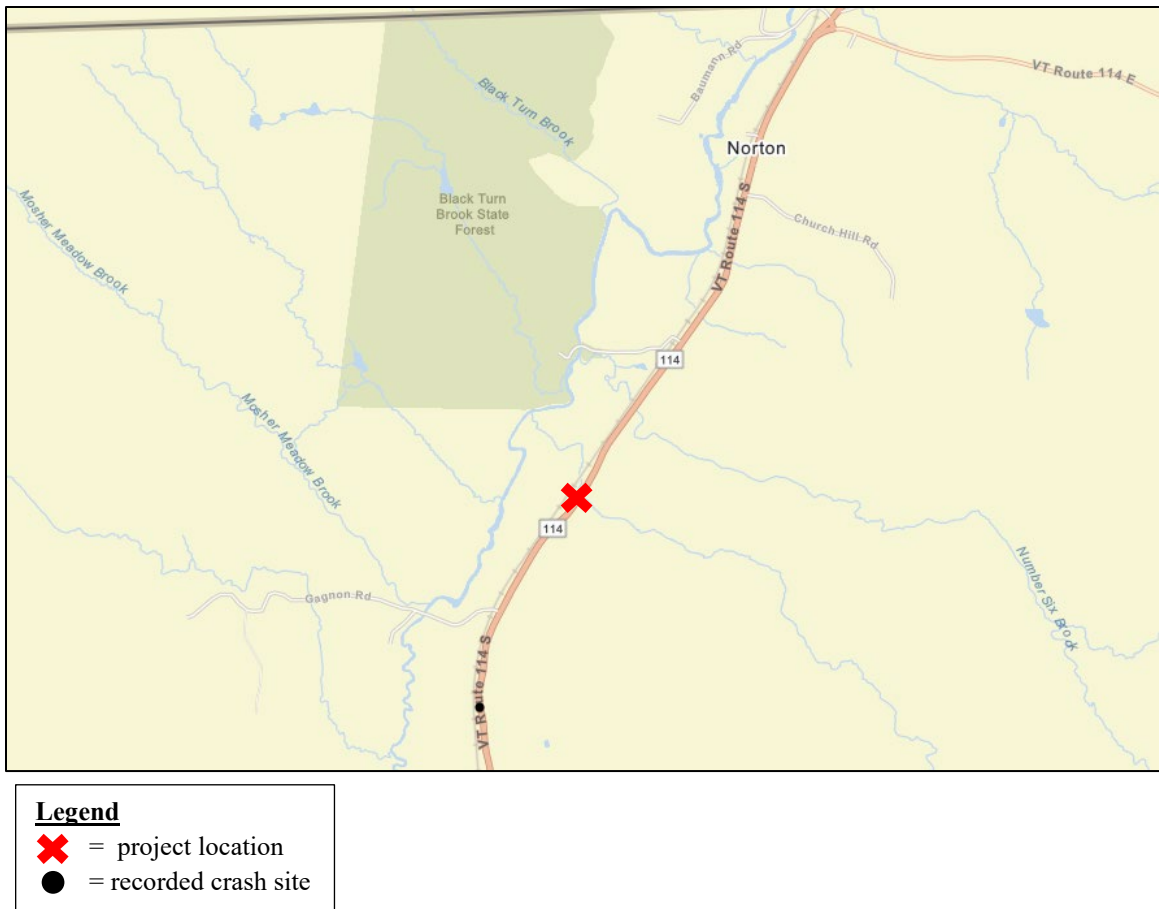 VT Route 114 E
Baumann Rd
Black Turn Brook
Norton
Black Turn
Brook State
Forest
Mosher Meadow Brook
Church Hill Rd
VT Route 114 S
114
Mosher Meadow Brook
114
Number Six Brook
Gagnon Rd
VT Route 114 S
Legend
= project location
= recorded crash site